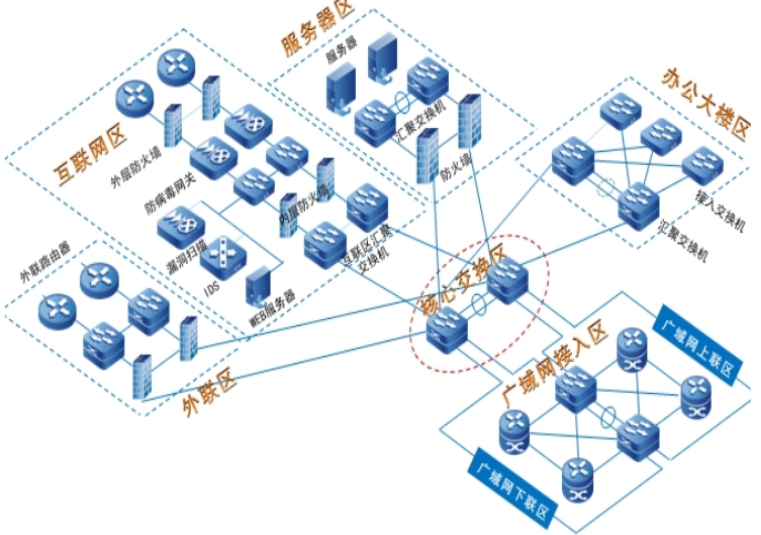 服务器区
服务器
汇聚交换机
防火墙
办公大楼区
接入交换机
汇聚交换机
互联网区
外层防火墙
防病毒网关
内层防火墙
漏洞扫描
IDS
WEB服务器
互联区汇聚
交换机
外联路由器
外联区
核心交换区
广域网接入区
广域网上联区
广域网下联区